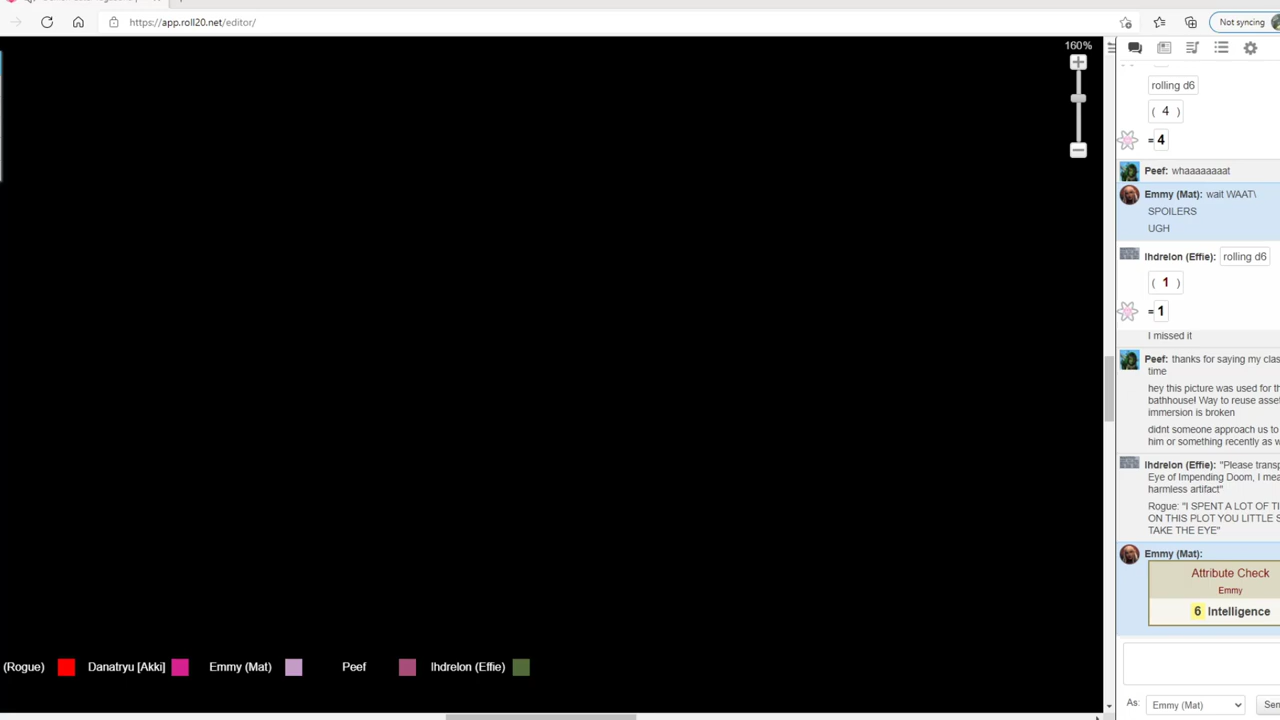 https://app.roll20.net/editor/
Not syncing
160%
rolling d6
( 4 )
= 4
Peef: whaaaaaaat
Emmy (Mat): wait WAAT\
SPOILERS
UGH
Ihdrelon (Effie): rolling d6
( 1 )
= 1
I missed it
Peef: thanks for saying my clas
time
hey this picture was used for th
bathhouse! Way to reuse asset
immersion is broken
didnt someone approach us to
him or something recently as w
Ihdrelon (Effie): "Please transp
Eye of Impending Doom, I mea
harmless artifact"
Rogue: "I SPENT A LOT OF TI
ON THIS PLOT YOU LITTLE S
TAKE THE EYE"
Emmy (Mat):
Attribute Check
Emmy
6 Intelligence
(Rogue) Danatryu [Akki] Emmy (Mat) Peef Ihdrelon (Effie)
As: Emmy (Mat) Sen